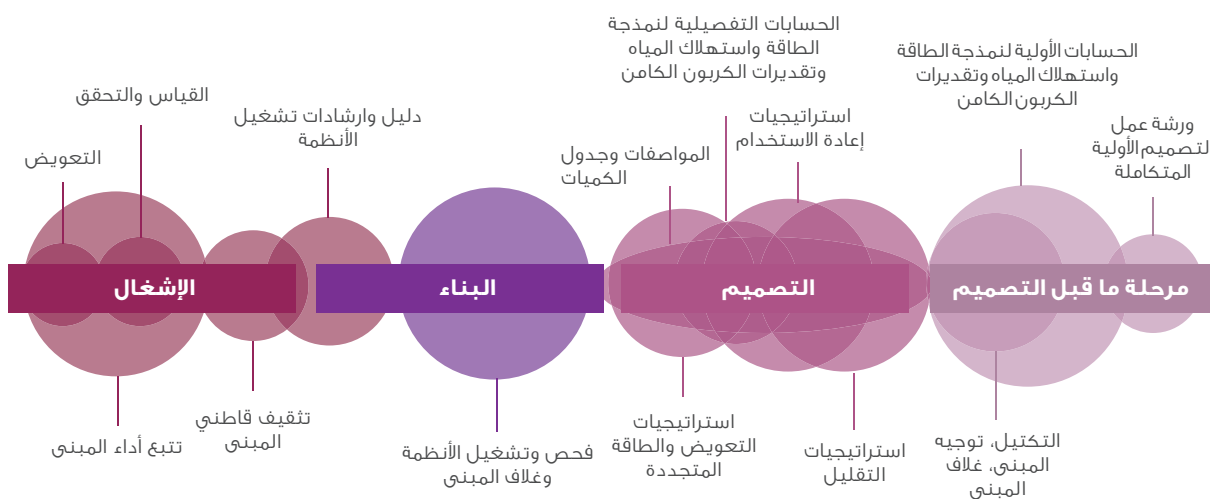 ورشة عمل
لتصميم الأولية
المتكاملة
الحسابات الأولية لنمذجة الطاقة
واستهلاك المياه وتقديرات
الكربون الكامن
مرحلة ما قبل التصميم
التكتيل، توجيه
المبنى، غلاف
المبنى
الحسابات التفصيلية لنمذجة
الطاقة واستهلاك المياه
وتقديرات الكربون الكامن
استراتيجيات
إعادة الاستخدام
المواصفات وجدول
الكميات
التصميم
استراتيجيات
التقليل
استراتيجيات
التعويض والطاقة
المتجددة
البناء
فحص وتشغيل الأنظمة
وغلاف المبنى
دليل وارشادات تشغيل
الأنظمة
القياس والتحقق
التعويض
الإشغال
تثقيف قاطني
المبنى
تتبع أداء المبنى